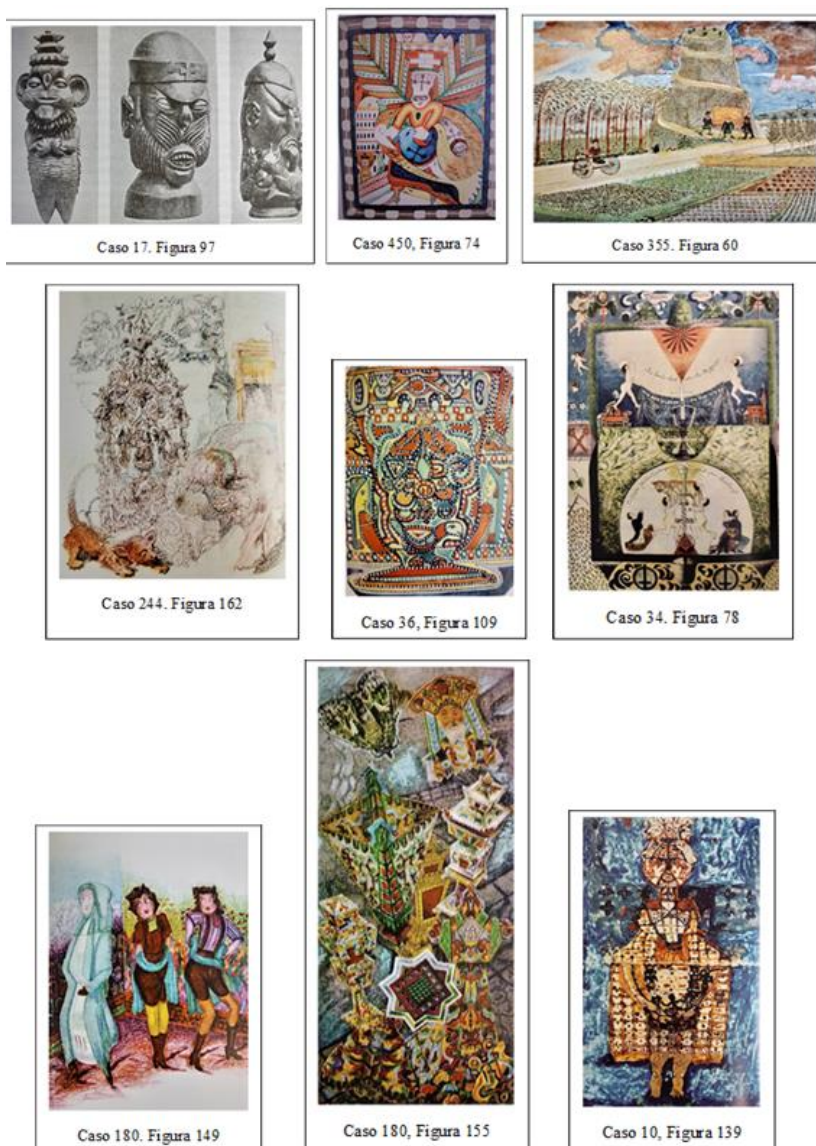 Caso 17. Figura 97
Caso 450, Figura 74
Caso 355. Figura 60
Caso 244. Figura 162
Caso 36, Figura 109
Caso 34. Figura 78
Caso 180. Figura 149
Caso 180, Figura 155
Caso 10, Figura 139